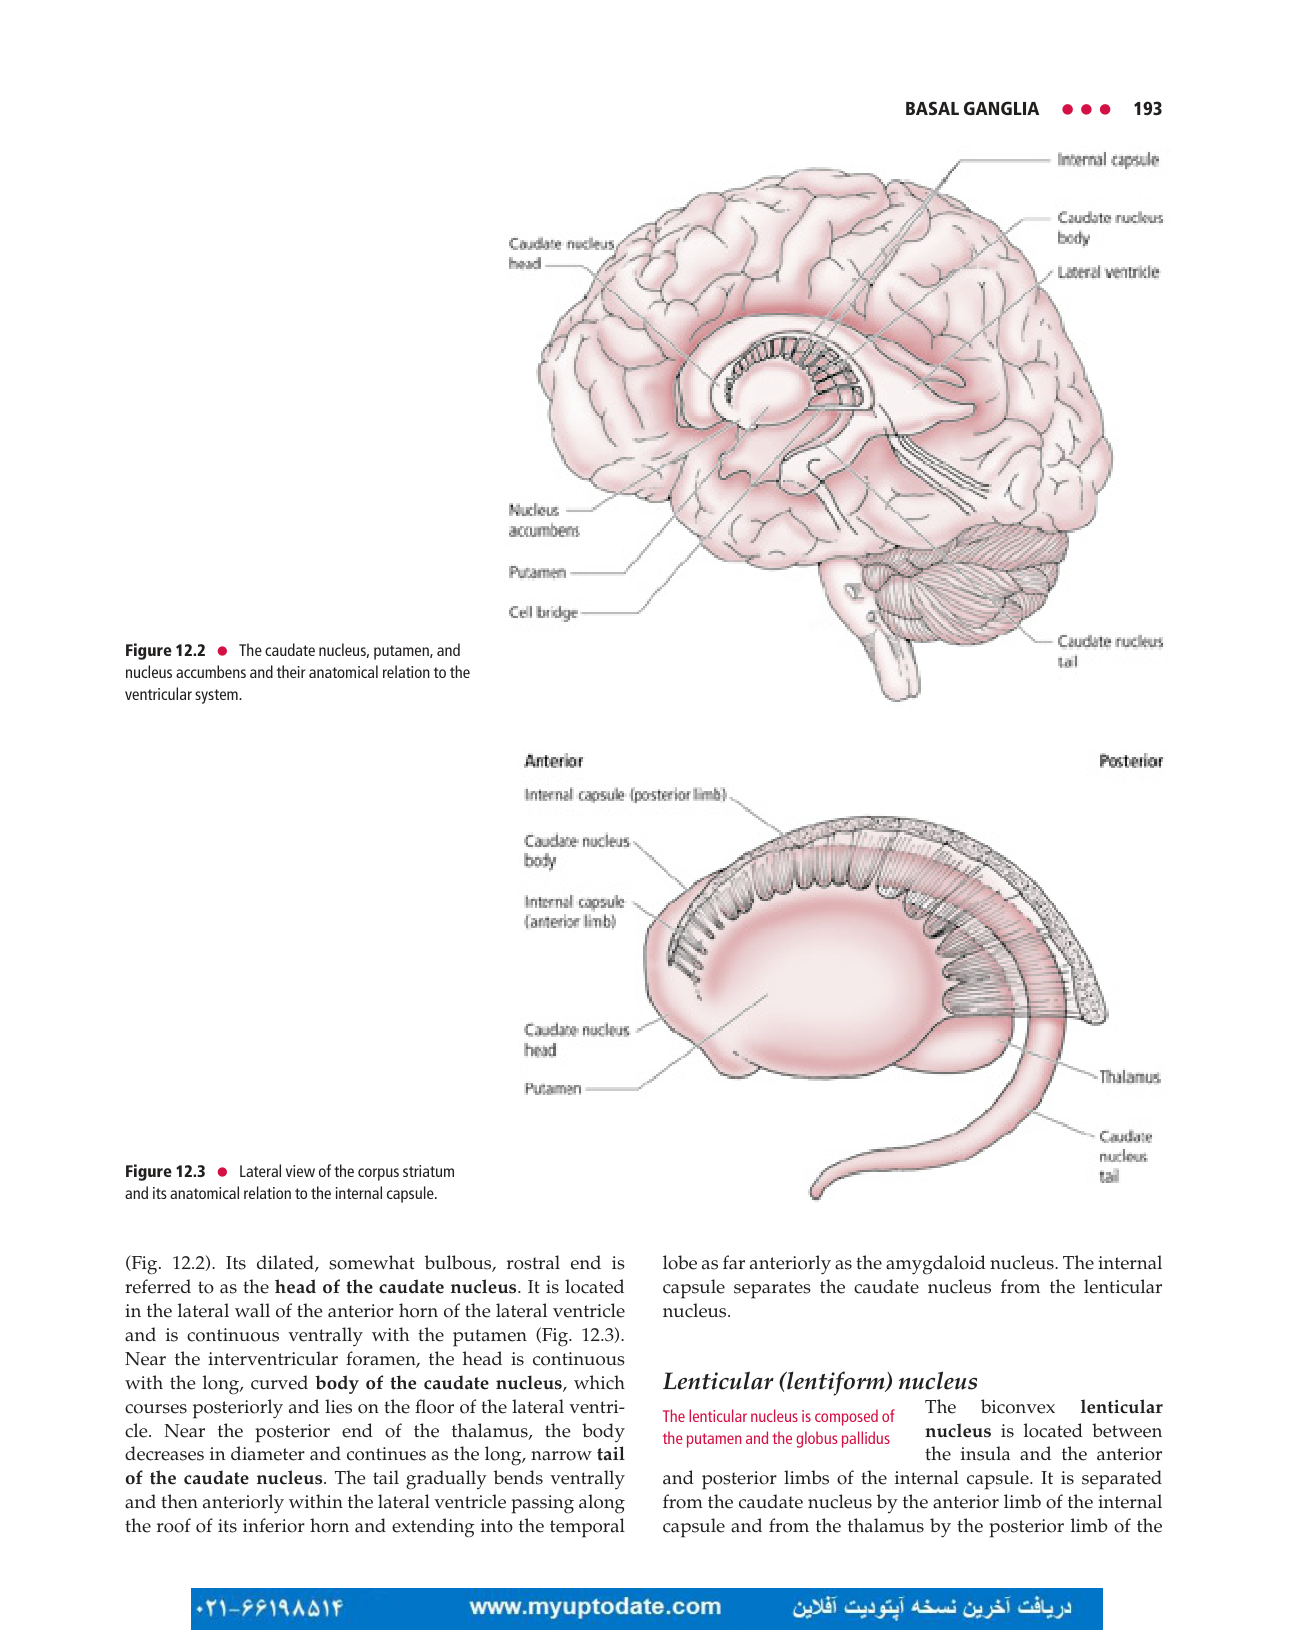 BASAL GANGLIA ● ● ● 193
Internal capsule
Caudate nucleus
body
Lateral ventricle
Caudate nucleus
head
Nucleus
accumbens
Putamen
Cell bridge
Caudate nucleus
tail
Figure 12.2 ● The caudate nucleus, putamen, and
nucleus accumbens and their anatomical relation to the
ventricular system.
Anterior
Posterior
Internal capsule (posterior limb)
Caudate nucleus
body
Internal capsule
(anterior limb)
Caudate nucleus
head
Putamen
Thalamus
Caudate
nucleus
tail
Figure 12.3 ● Lateral view of the corpus striatum
and its anatomical relation to the internal capsule.
(Fig. 12.2). Its dilated, somewhat bulbous, rostral end is
referred to as the head of the caudate nucleus. It is located
in the lateral wall of the anterior horn of the lateral ventricle
and is continuous ventrally with the putamen (Fig. 12.3).
Near the interventricular foramen, the head is continuous
with the long, curved body of the caudate nucleus, which
courses posteriorly and lies on the floor of the lateral ventri-
cle. Near the posterior end of the thalamus, the body
decreases in diameter and continues as the long, narrow tail
of the caudate nucleus. The tail gradually bends ventrally
and then anteriorly within the lateral ventricle passing along
the roof of its inferior horn and extending into the temporal
lobe as far anteriorly as the amygdaloid nucleus. The internal
capsule separates the caudate nucleus from the lenticular
nucleus.
Lenticular (lentiform) nucleus
The lenticular nucleus is composed of
the putamen and the globus pallidus
The biconvex lenticular
nucleus is located between
the insula and the anterior
and posterior limbs of the internal capsule. It is separated
from the caudate nucleus by the anterior limb of the internal
capsule and from the thalamus by the posterior limb of the
۰۲۱-۶۶۱۹۸۵۱۴ www.myuptodate.com دریافت آخرین نسخه آپتودیت آفلاین